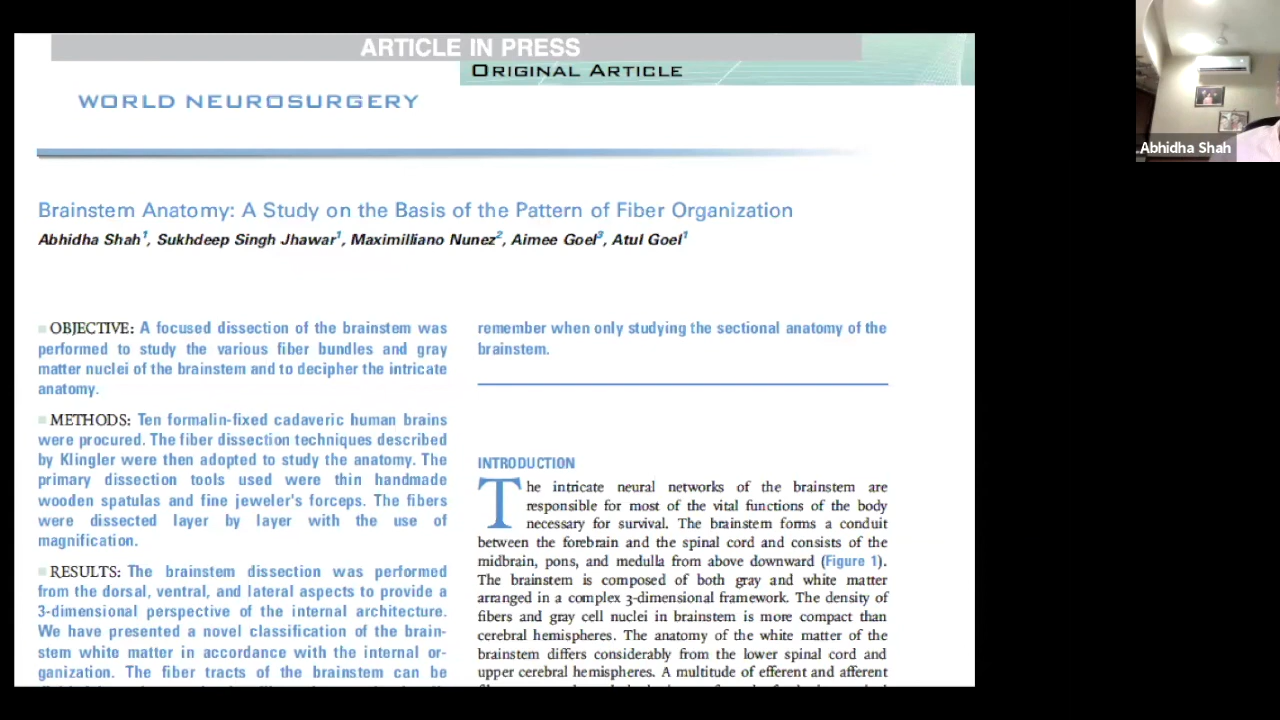 ARTICLE IN PRESS
ORIGINAL ARTICLE
WORLD NEUROSURGERY
Brainstem Anatomy: A Study on the Basis of the Pattern of Fiber Organization
Abhidha Shah1, Sukhdeep Singh Jhawar1, Maximilliano Nunez2, Aimee Goel3, Atul Goel1
OBJECTIVE: A focused dissection of the brainstem was
performed to study the various fiber bundles and gray
matter nuclei of the brainstem and to decipher the intricate
anatomy.
METHODS: Ten formalin-fixed cadaveric human brains
were procured. The fiber dissection techniques described
by Klingler were then adopted to study the anatomy. The
primary dissection tools used were thin handmade
wooden spatulas and fine jeweler's forceps. The fibers
were dissected layer by layer with the use of
magnification.
RESULTS: The brainstem dissection was performed
from the dorsal, ventral, and lateral aspects to provide a
3-dimensional perspective of the internal architecture.
We have presented a novel classification of the brain-
stem white matter in accordance with the internal or-
ganization. The fiber tracts of the brainstem can be
remember when only studying the sectional anatomy of the
brainstem.
INTRODUCTION
The intricate neural networks of the brainstem are
responsible for most of the vital functions of the body
necessary for survival. The brainstem forms a conduit
between the forebrain and the spinal cord and consists of the
midbrain, pons, and medulla from above downward (Figure 1).
The brainstem is composed of both gray and white matter
arranged in a complex 3-dimensional framework. The density of
fibers and gray cell nuclei in brainstem is more compact than
cerebral hemispheres. The anatomy of the white matter of the
brainstem differs considerably from the lower spinal cord and
upper cerebral hemispheres. A multitude of efferent and afferent
Abhidha Shah